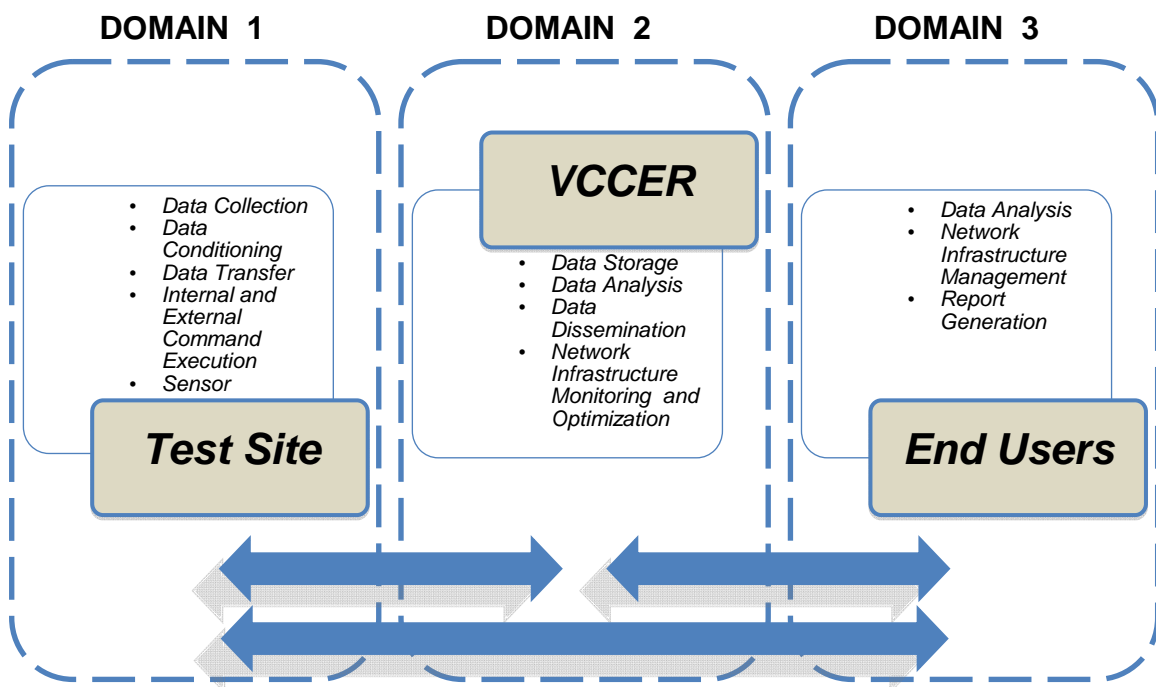 DOMAIN 1
DOMAIN 2
DOMAIN 3
• Data Collection
• Data
Conditioning
• Data Transfer
• Internal and
External
Command
Execution
• Sensor
Test Site
VCCER
• Data Storage
• Data Analysis
• Data
Dissemination
• Network
Infrastructure
Monitoring and
Optimization
• Data Analysis
• Network
Infrastructure
Management
• Report
Generation
End Users